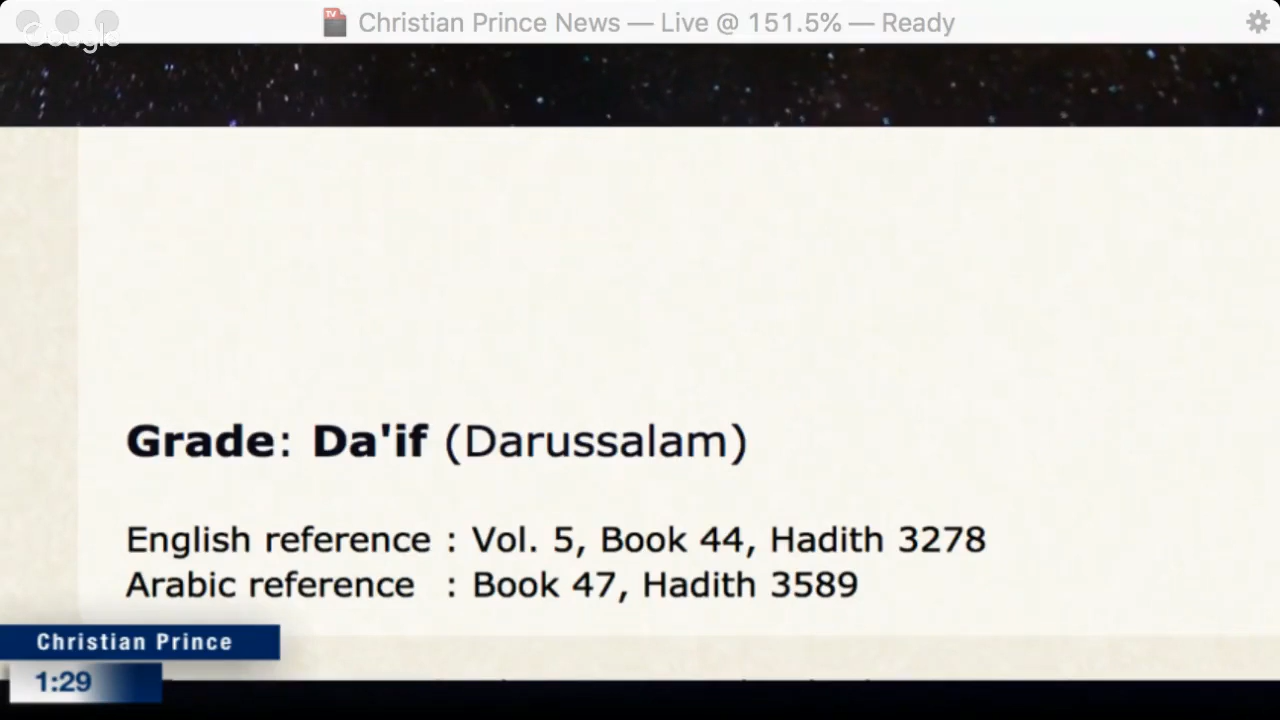 Christian Prince News — Live @ 151.5% — Ready
Google
Grade: Da'if (Darussalam)
English reference : Vol. 5, Book 44, Hadith 3278
Arabic reference : Book 47, Hadith 3589
Christian Prince
1:29